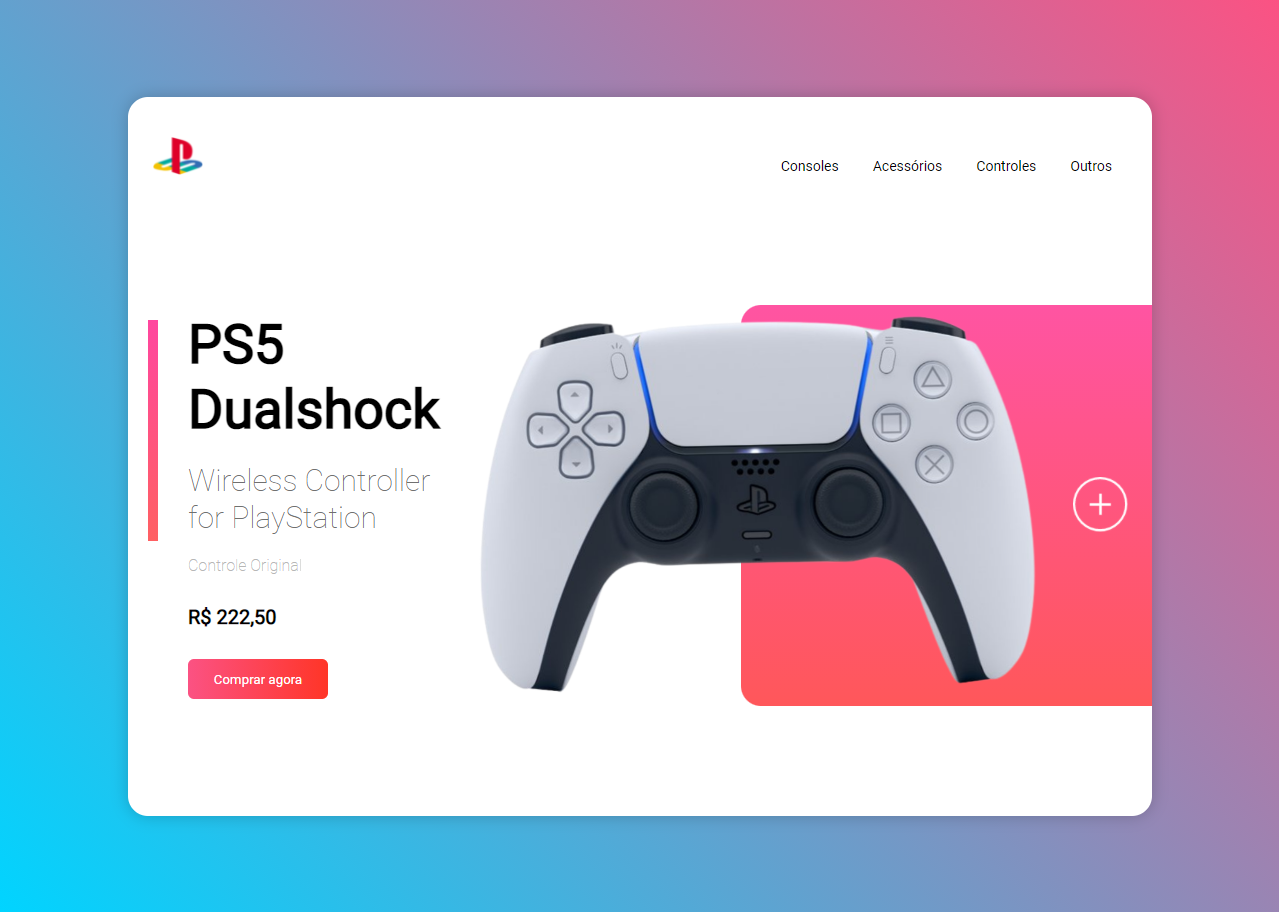 Consoles Acessórios Controles Outros
PS5
Dualshock
Wireless Controller
for PlayStation
Controle Original
R$ 222,50
Comprar agora